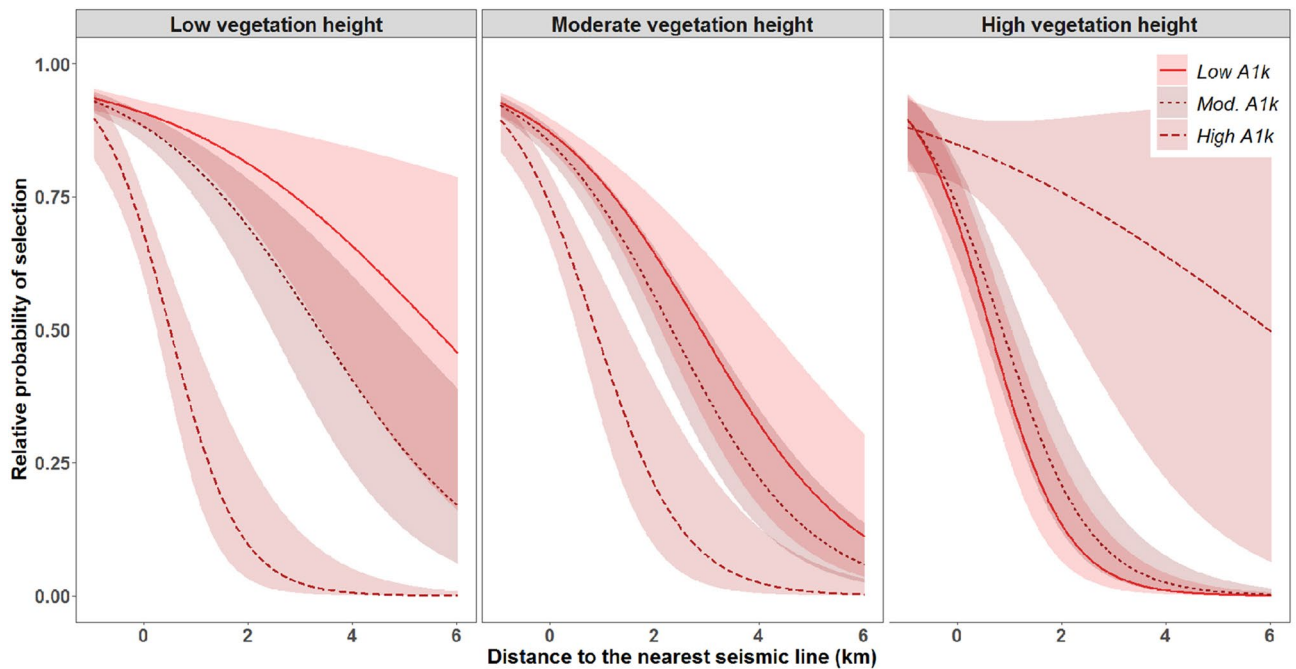 Low vegetation height
Moderate vegetation height
High vegetation height
Relative probability of selection
1.00
0.75
0.50
0.25
0.00
Low A1k
Mod. A1k
High A1k
0 2 4 6
0 2 4 6
0 2 4 6
Distance to the nearest seismic line (km)